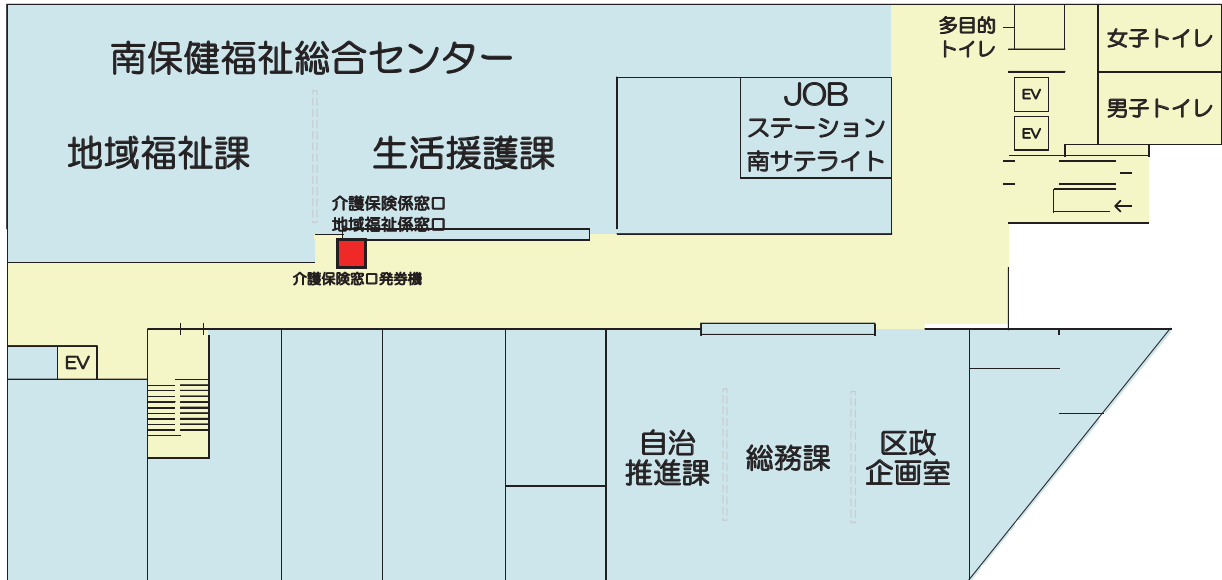 南保健福祉総合センター
地域福祉課
生活援護課
介護保険係窓口
地域福祉係窓口
介護保険窓口発券機
JOB
ステーション
南サテライト
多目的
トイレ
女子トイレ
男子トイレ
EV
EV
EV
自治
推進課
総務課
区政
企画室